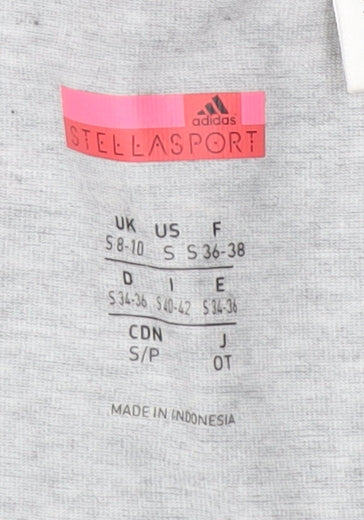 adidas
STELLASPORT
UK US F
S 8-10 S S 36-38
D I E
S 34-36 S 40-42 S 34-36
CDN J
S/P OT
MADE IN INDONESIA